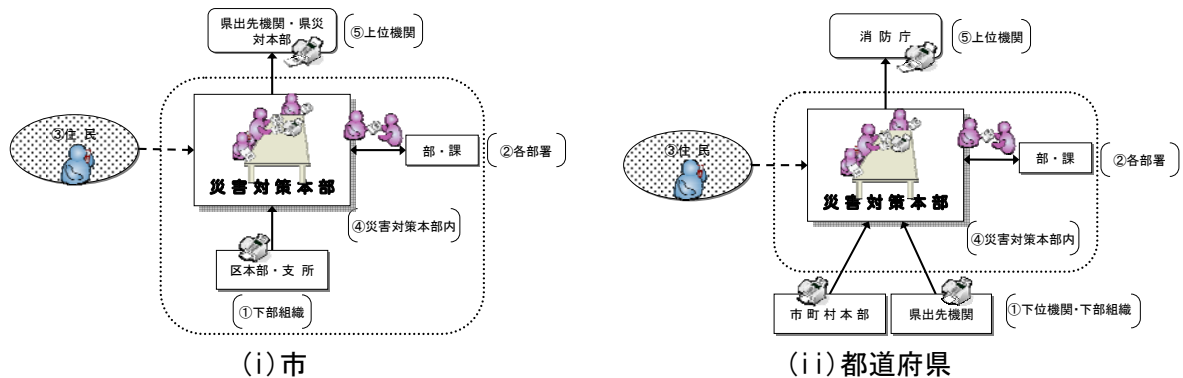 県出先機関・県災
対本部
⑤上位機関
③住 民
災害対策本部
部・課
②各部署
④災害対策本部内
区本部・支 所
①下部組織
(i)市
消 防 庁
⑤上位機関
③住 民
災害対策本部
部・課
②各部署
④災害対策本部内
市町村本部
県出先機関
①下位機関・下部組織
(ii)都道府県